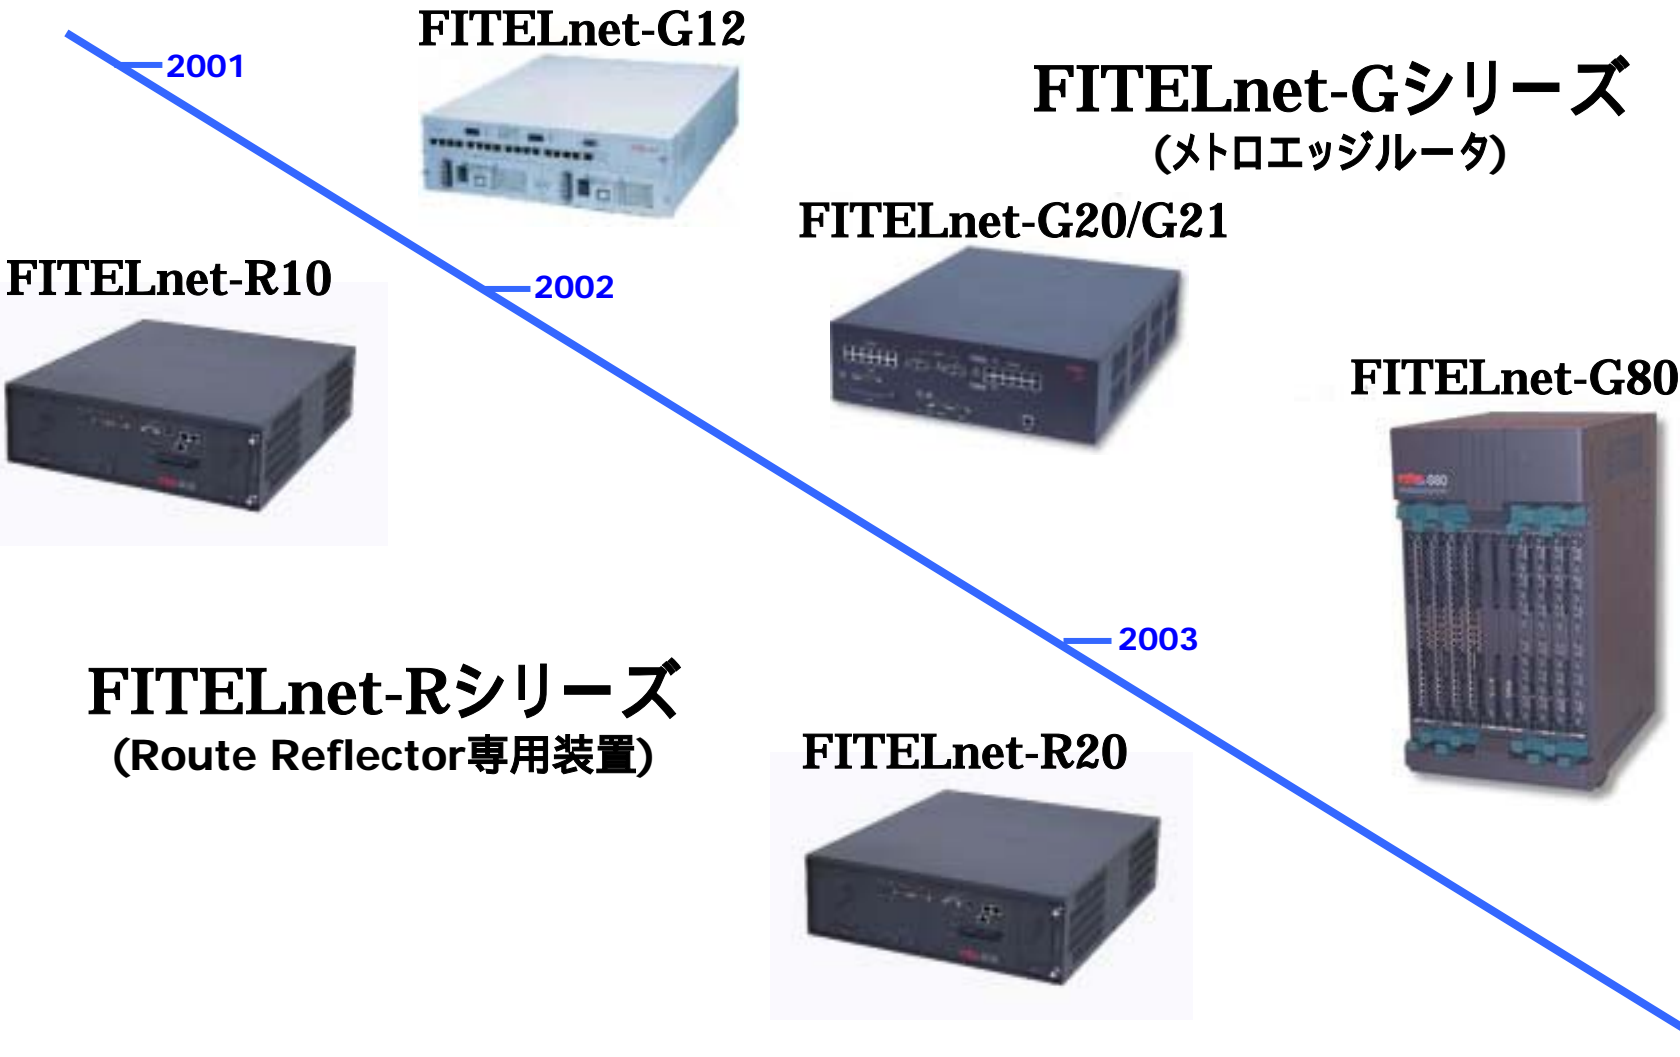 FITELnet-G12
2001
FITELnet-Gシリーズ
(メトロエッジルータ)
FITELnet-G20/G21
FITELnet-R10
2002
FITELnet-G80
G80
2003
FITELnet-Rシリーズ
(Route Reflector専用装置)
FITELnet-R20